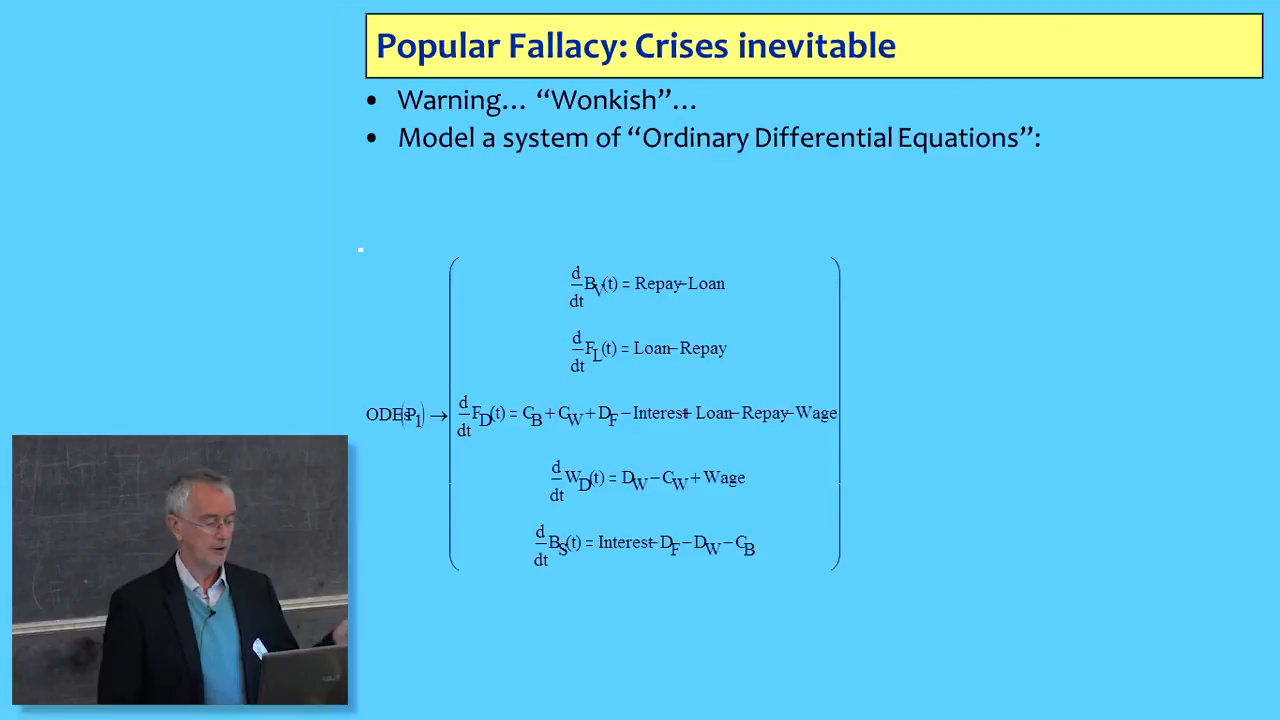 Popular Fallacy: Crises inevitable
• Warning… “Wonkish”…
• Model a system of “Ordinary Differential Equations”:
d/dt B_V(t) = Repay − Loan
d/dt F_L(t) = Loan − Repay
ODEs(P_1) → d/dt F_D(t) = C_B + C_W + D_F − Interest + Loan − Repay − Wage
d/dt W_D(t) = D_W − C_W + Wage
d/dt B_S(t) = Interest − D_F − D_W − C_B